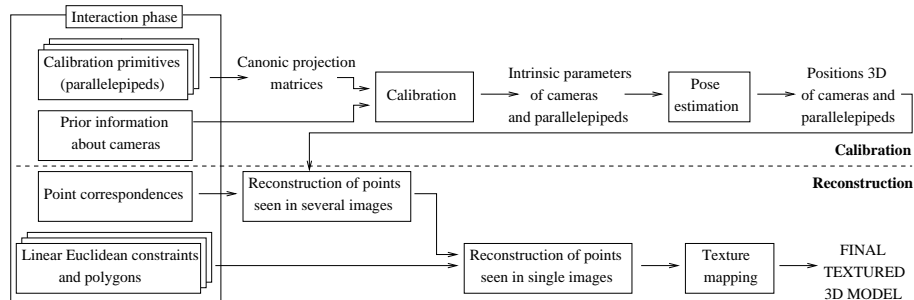 Interaction phase
Calibration primitives
(parallelepipeds)
Canonic projection
matrices
Calibration
Intrinsic parameters
of cameras
and parallelepipeds
Pose
estimation
Positions 3D
of cameras and
parallelepipeds
Prior information
about cameras
Calibration
Reconstruction
Point correspondences
Reconstruction of points
seen in several images
Linear Euclidean constraints
and polygons
Reconstruction of points
seen in single images
Texture
mapping
FINAL
TEXTURED
3D MODEL